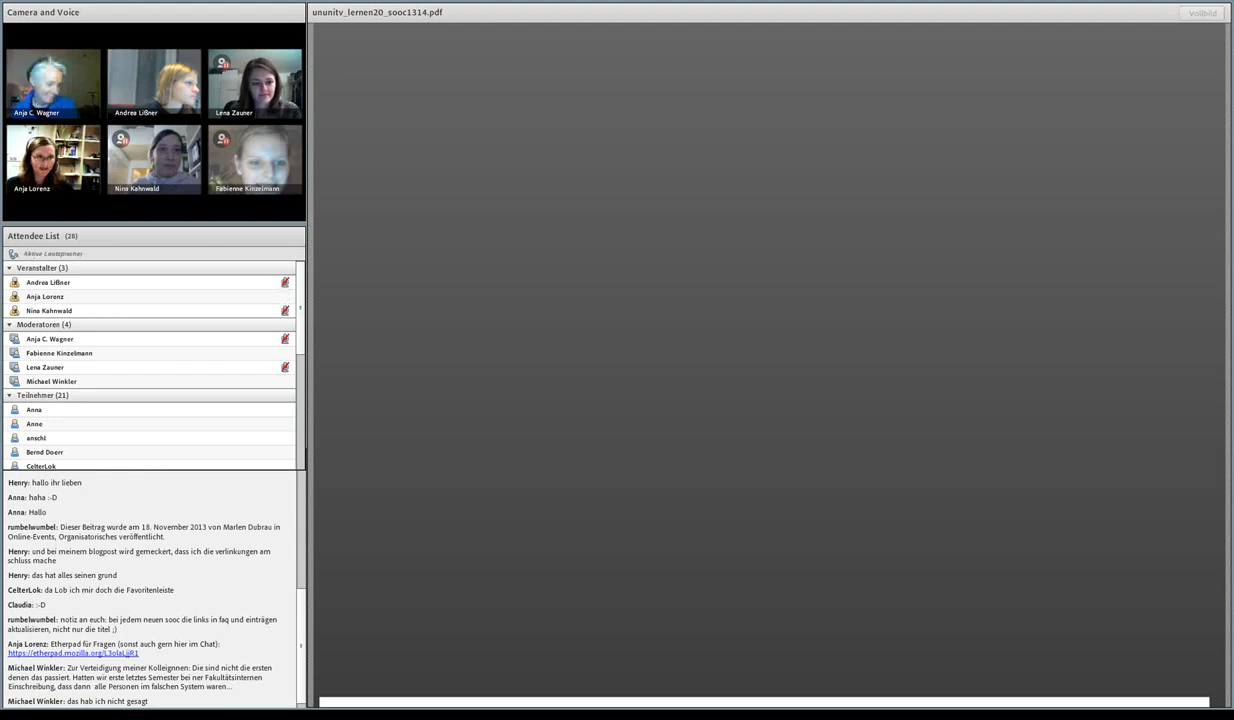 Camera and Voice
Anja C. Wagner
Andrea Lißner
Lena Zauner
Anja Lorenz
Nina Kahnwald
Fabienne Kinzelmann
Attendee List (28)
Aktive Lautsprecher
Veranstalter (3)
Andrea Lißner
Anja Lorenz
Nina Kahnwald
Moderatoren (4)
Anja C. Wagner
Fabienne Kinzelmann
Lena Zauner
Michael Winkler
Teilnehmer (21)
Anna
Anne
anschl
Bernd Doerr
CelterLok
Henry: hallo ihr lieben
Anna: haha :-D
Anna: Hallo
rumbelwumbel: Dieser Beitrag wurde am 18. November 2013 von Marlen Dubrau in
Online-Events, Organisatorisches veröffentlicht.
Henry: und bei meinem blogpost wird gemeckert, dass ich die verlinkungen am
schluss mache
Henry: das hat alles seinen grund
CelterLok: da Lob ich mir doch die Favoritenleiste
Claudia: :-D
rumbelwumbel: notiz an euch: bei jedem neuen sooc die links in faq und einträgen
aktualisieren, nicht nur die titel ;)
Anja Lorenz: Etherpad für Fragen (sonst auch gern hier im Chat):
https://etherpad.mozilla.org/L3olaLjjR1
Michael Winkler: Zur Verteidigung meiner Kolleignnen: Die sind nicht die ersten
denen das passiert. Hatten wir erste letztes Semester bei ner Fakultätsinternen
Einschreibung, dass dann alle Personen im falschen System waren...
Michael Winkler: das hab ich nicht gesagt
ununitv_lernen20_sooc1314.pdf
Vollbild